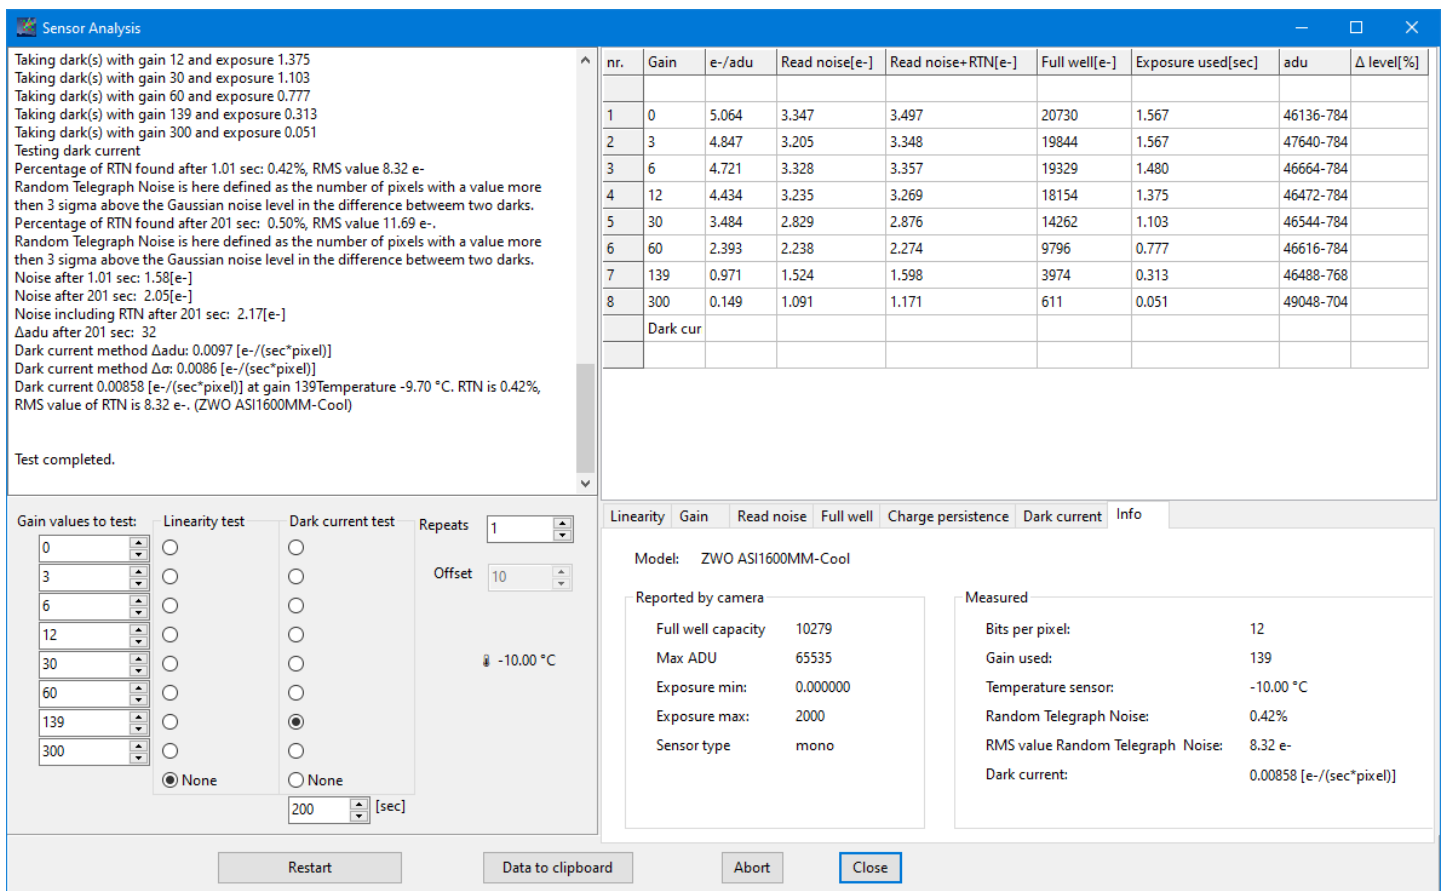 Sensor Analysis
Taking dark(s) with gain 12 and exposure 1.375
Taking dark(s) with gain 30 and exposure 1.103
Taking dark(s) with gain 60 and exposure 0.777
Taking dark(s) with gain 139 and exposure 0.313
Taking dark(s) with gain 300 and exposure 0.051
Testing dark current
Percentage of RTN found after 1.01 sec: 0.42%, RMS value 8.32 e-
Random Telegraph Noise is here defined as the number of pixels with a value more
then 3 sigma above the Gaussian noise level in the difference betweem two darks.
Percentage of RTN found after 201 sec:  0.50%, RMS value 11.69 e-.
Random Telegraph Noise is here defined as the number of pixels with a value more
then 3 sigma above the Gaussian noise level in the difference betweem two darks.
Noise after 1.01 sec: 1.58[e-]
Noise after 201 sec:  2.05[e-]
Noise including RTN after 201 sec:  2.17[e-]
Δadu after 201 sec:  32
Dark current method Δadu: 0.0097 [e-/(sec*pixel)]
Dark current method Δσ: 0.0086 [e-/(sec*pixel)]
Dark current 0.00858 [e-/(sec*pixel)] at gain 139Temperature -9.70 °C. RTN is 0.42%,
RMS value of RTN is 8.32 e-. (ZWO ASI1600MM-Cool)
Test completed.
nr. Gain e-/adu Read noise[e-] Read noise+RTN[e-] Full well[e-] Exposure used[sec] adu Δ level[%]
1 0 5.064 3.347 3.497 20730 1.567 46136-784
2 3 4.847 3.205 3.348 19844 1.567 47640-784
3 6 4.721 3.328 3.357 19329 1.480 46664-784
4 12 4.434 3.235 3.269 18154 1.375 46472-784
5 30 3.484 2.829 2.876 14262 1.103 46544-784
6 60 2.393 2.238 2.274 9796 0.777 46616-784
7 139 0.971 1.524 1.598 3974 0.313 46488-768
8 300 0.149 1.091 1.171 611 0.051 49048-704
Dark cur
Gain values to test: Linearity test Dark current test Repeats 1
0
3 Offset 10
6
12
30 -10.00 °C
60
139
300
None None
200 [sec]
Linearity Gain Read noise Full well Charge persistence Dark current Info
Model: ZWO ASI1600MM-Cool
Reported by camera
Full well capacity 10279
Max ADU 65535
Exposure min: 0.000000
Exposure max: 2000
Sensor type mono
Measured
Bits per pixel: 12
Gain used: 139
Temperature sensor: -10.00 °C
Random Telegraph Noise: 0.42%
RMS value Random Telegraph  Noise: 8.32 e-
Dark current: 0.00858 [e-/(sec*pixel)]
Restart Data to clipboard Abort Close